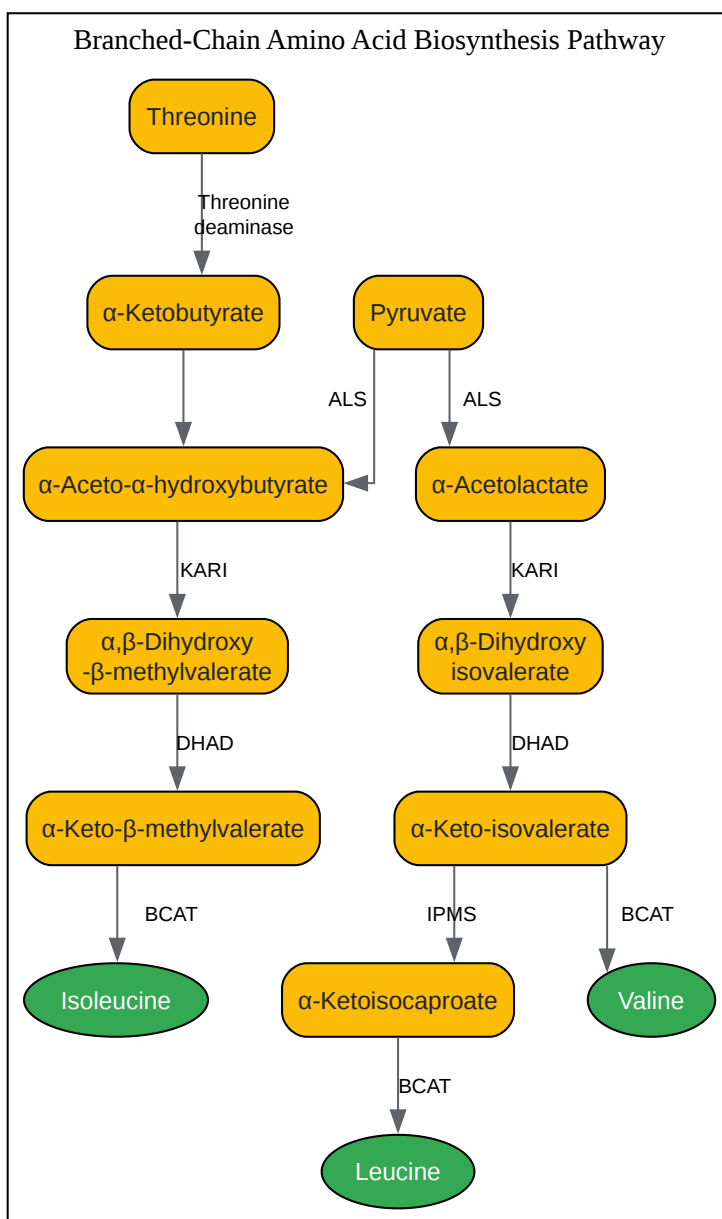 Branched-Chain Amino Acid Biosynthesis Pathway
Threonine
Threonine
deaminase
α-Ketobutyrate
Pyruvate
ALS
ALS
α-Aceto-α-hydroxybutyrate
α-Acetolactate
KARI
KARI
α,β-Dihydroxy
-β-methylvalerate
α,β-Dihydroxy
isovalerate
DHAD
DHAD
α-Keto-β-methylvalerate
α-Keto-isovalerate
BCAT
IPMS
BCAT
Isoleucine
α-Ketoisocaproate
Valine
BCAT
Leucine